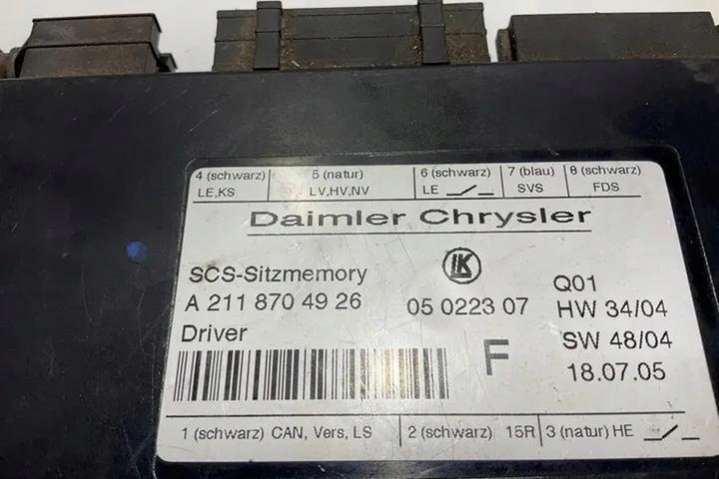 4 (schwarz) 5 (natur) 6 (schwarz) 7 (blau) 8 (schwarz)
LE,KS LV,HV,NV LE SVS FDS
Daimler Chrysler
SCS-Sitzmemory LK Q01
A 211 870 49 26 05 0223 07 HW 34/04
Driver F SW 48/04
18.07.05
1 (schwarz) CAN, Vers, LS 2 (schwarz) 15R 3 (natur) HE